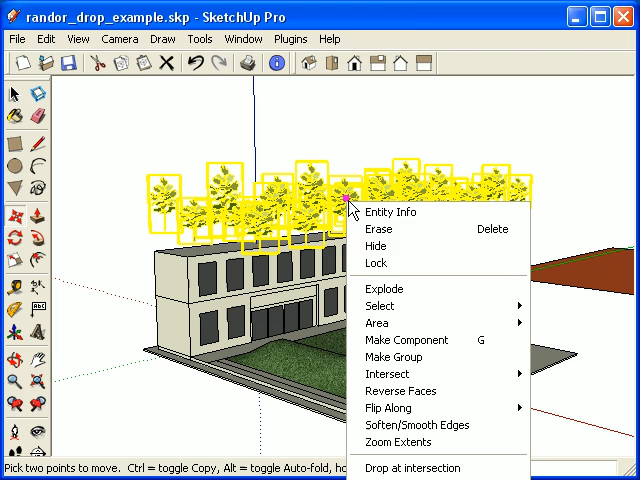 randor_drop_example.skp - SketchUp Pro
File Edit View Camera Draw Tools Window Plugins Help
ABC
Entity Info
Erase Delete
Hide
Lock
Explode
Select
Area
Make Component G
Make Group
Intersect
Reverse Faces
Flip Along
Soften/Smooth Edges
Zoom Extents
Drop at intersection
Pick two points to move. Ctrl = toggle Copy, Alt = toggle Auto-fold, ho